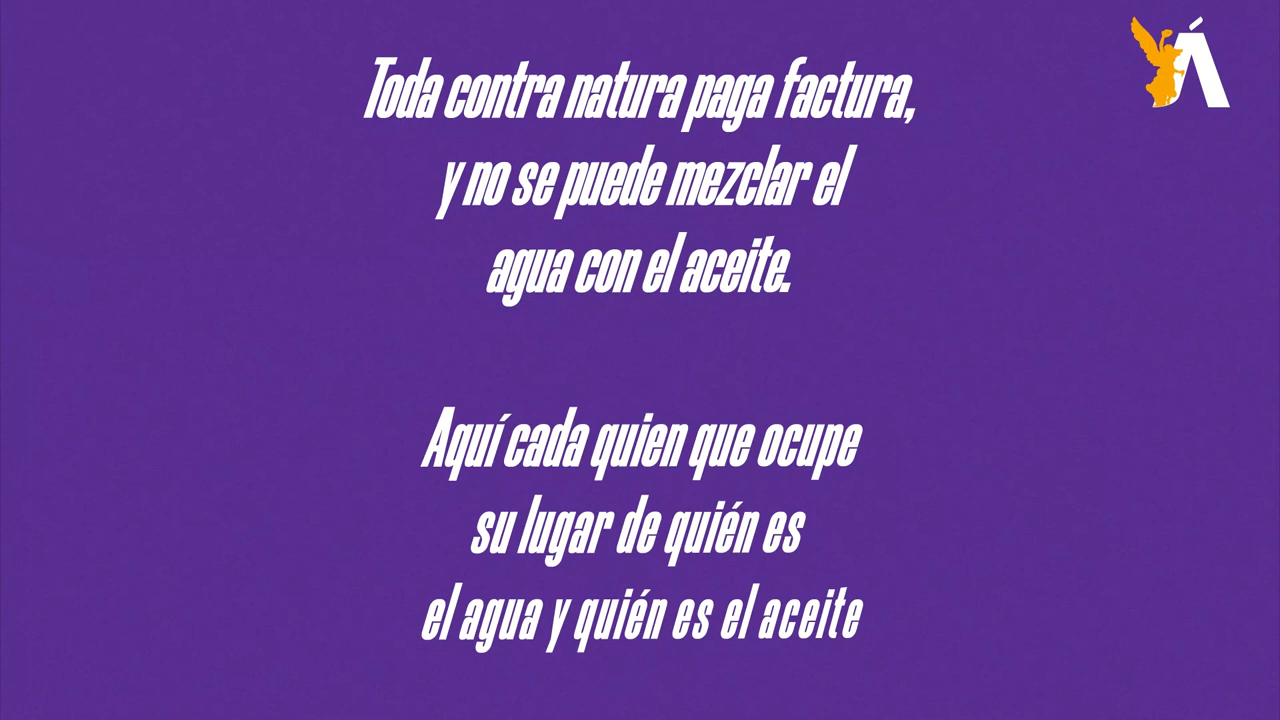 Á
Toda contra natura paga factura,
y no se puede mezclar el
agua con el aceite.
Aquí cada quien que ocupe
su lugar de quién es
el agua y quién es el aceite